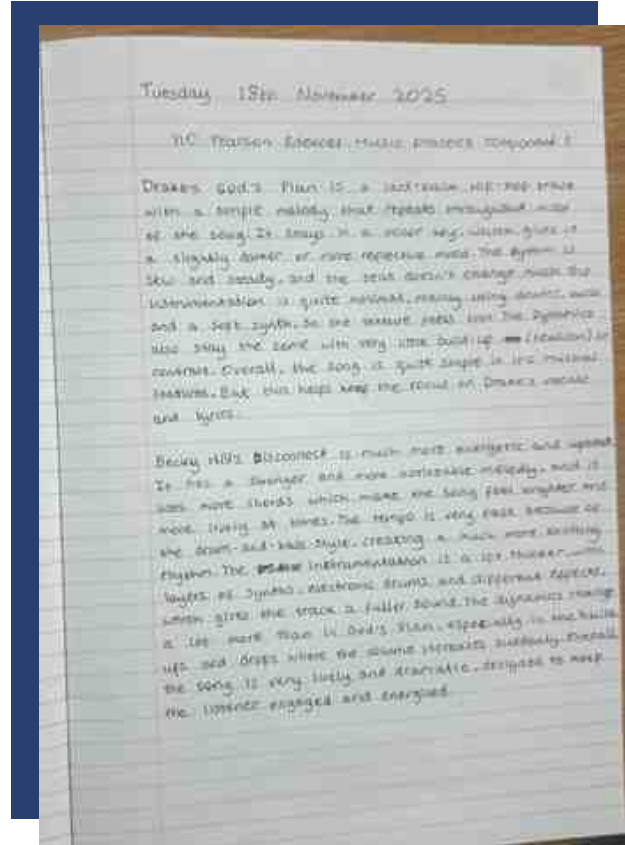 Tuesday 18th November 2025
Pearson Edexcel Music Practice Component
Drake's God's Plan is a laid-back hip-hop track
with a simple melody that repeats throughout most
of the song. It stays in a minor key, which gives it
a slightly darker or more reflective mood. The rhythm is
slow and steady, and the beat doesn't change much. The
instrumentation is quite minimal, mainly using drums,
and a soft synth, so the texture feels The Dynamics
also stay the same with very little build-up (tension) or
contrast. Overall, the song is quite simple in its musical
features. But this helps keep the focus on Drake's vocals
and lyrics.
Becky Hill's Disconnect is much more energetic and upbeat.
It has a stronger and more noticeable melody, and it
uses more chords which make the song feel brighter and
more lively at times. The tempo is very fast because of
the drum-and-bass style, creating a much more exciting
rhythm. The instrumentation is a lot thicker, with
layers of synths, electronic drums, and different effects,
which gives the track a fuller sound. The dynamics change
a lot more than in God's Plan, especially in the build
ups and drops where the volume increases suddenly. Overall
the song is very lively and dramatic, designed to keep
the listener engaged and energised.